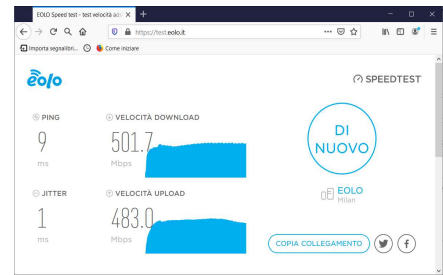 EOLO Speed test - test velocità ads
https://test.eolo.it
Importa segnalibri...
Come iniziare
eolo
SPEEDTEST
PING
9
ms
VELOCITÀ DOWNLOAD
501.7
Mbps
DI
NUOVO
JITTER
1
ms
VELOCITÀ UPLOAD
483.0
Mbps
EOLO
Milan
COPIA COLLEGAMENTO